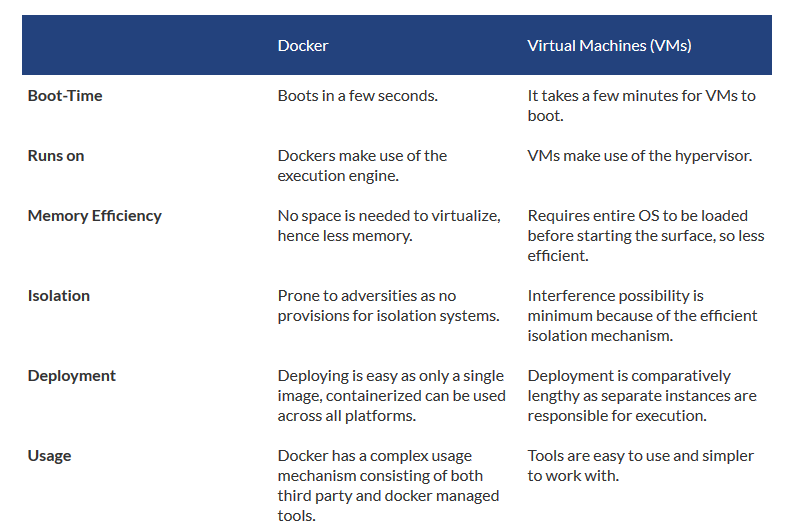 Docker Virtual Machines (VMs)
Boot-Time Boots in a few seconds. It takes a few minutes for VMs to
boot.
Runs on Dockers make use of the VMs make use of the hypervisor.
execution engine.
Memory Efficiency No space is needed to virtualize, Requires entire OS to be loaded
hence less memory. before starting the surface, so less
efficient.
Isolation Prone to adversities as no Interference possibility is
provisions for isolation systems. minimum because of the efficient
isolation mechanism.
Deployment Deploying is easy as only a single Deployment is comparatively
image, containerized can be used lengthy as separate instances are
across all platforms. responsible for execution.
Usage Docker has a complex usage Tools are easy to use and simpler
mechanism consisting of both to work with.
third party and docker managed
tools.